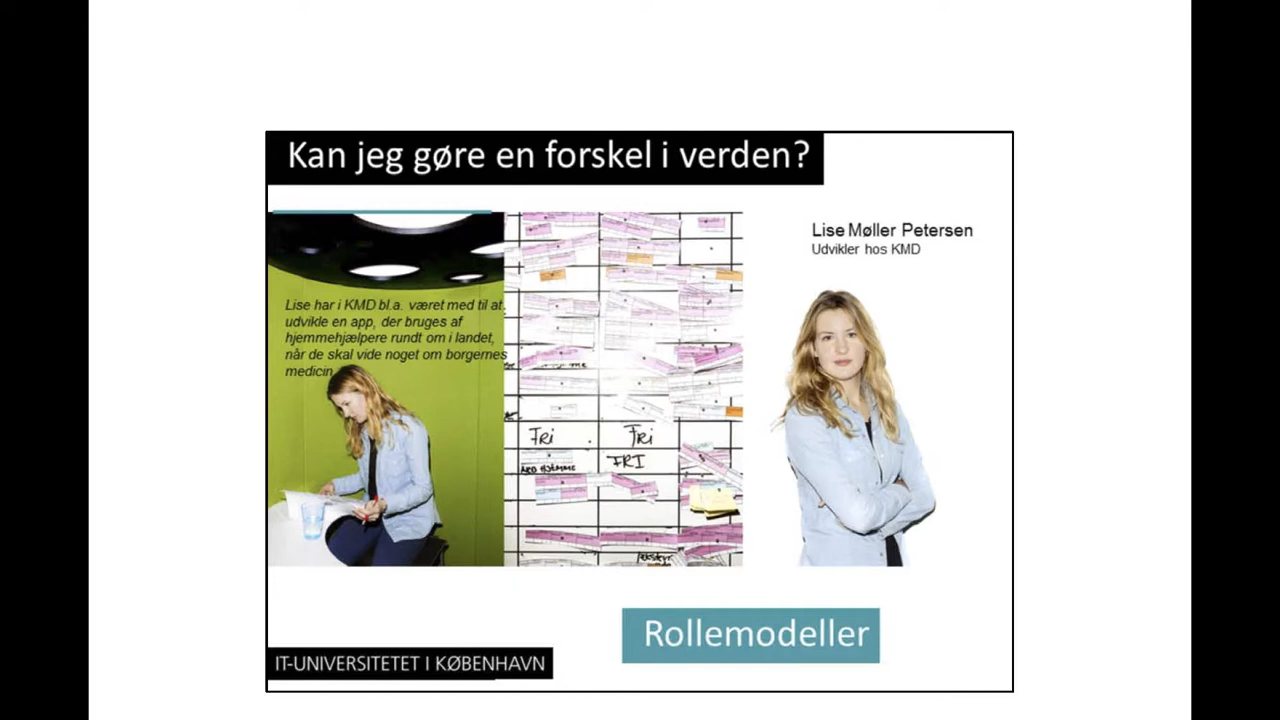 Kan jeg gøre en forskel i verden?
Lise Møller Petersen
Udvikler hos KMD
Lise har i KMD bl.a. været med til at
udvikle en app, der bruges af
hjemmehjælpere rundt om i landet,
når de skal vide noget om borgernes
medicin
FRI FRI
FRI
Rollemodeller
IT-UNIVERSITETET I KØBENHAVN